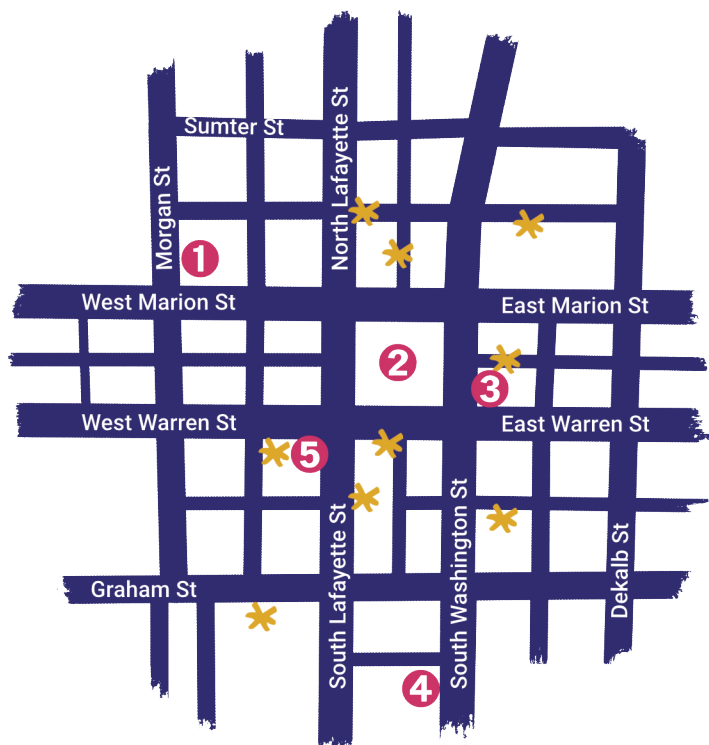 Sumter St
North Lafayette St
Morgan St
1
West Marion St
East Marion St
2
3
West Warren St
East Warren St
5
South Lafayette St
South Washington St
Dekalb St
Graham St
4